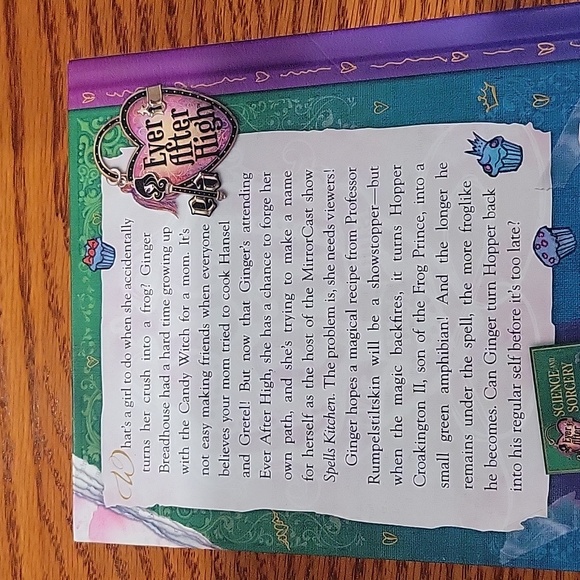 Ever
After
High
What's a girl to do when she accidentally
turns her crush into a frog? Ginger
Breadhouse had a hard time growing up
with the Candy Witch for a mom. It's
not easy making friends when everyone
believes your mom tried to cook Hansel
and Gretel! But now that Ginger's attending
Ever After High, she has a chance to forge her
own path, and she's trying to make a name
for herself as the host of the MirrorCast show
Spells Kitchen. The problem is, she needs viewers!
Ginger hopes a magical recipe from Professor
Rumpelstiltskin will be a showstopper—but
when the magic backfires, it turns Hopper
Croakington II, son of the Frog Prince, into a
small green amphibian! And the longer he
remains under the spell, the more froglike
he becomes. Can Ginger turn Hopper back
into his regular self before it's too late?
SCIENCE AND
SORCERY
Ever
After